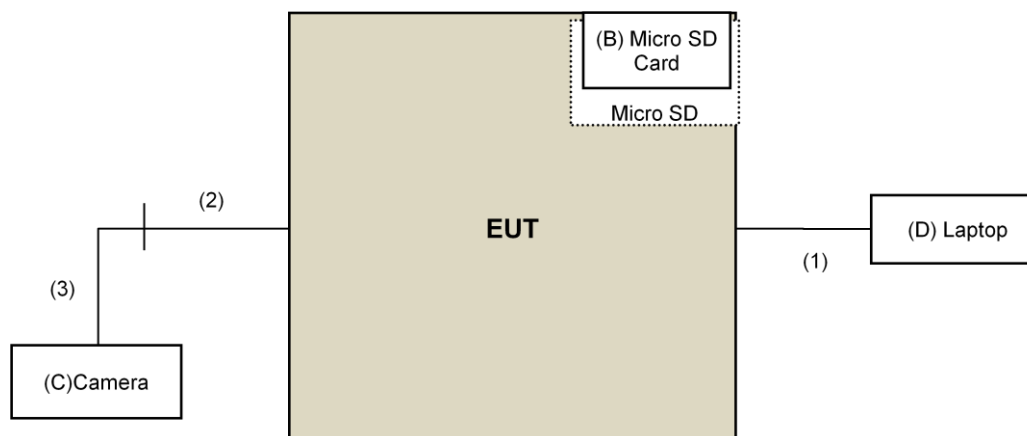 (B) Micro SD
Card
Micro SD
(2)
EUT
(D) Laptop
(1)
(3)
(C)Camera